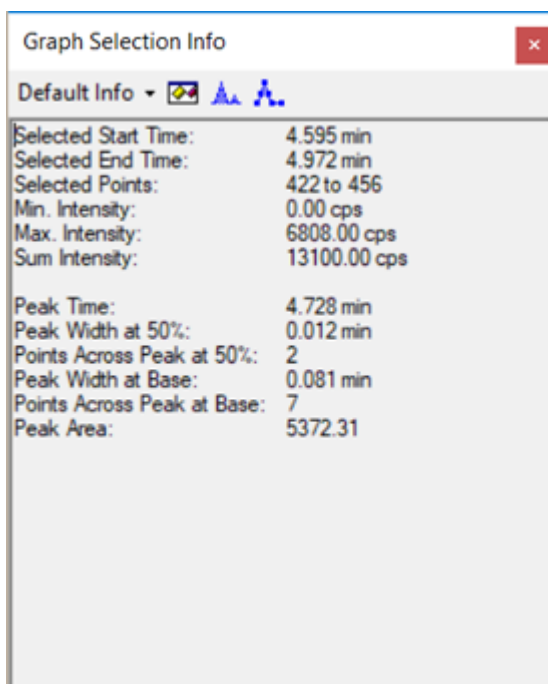 Graph Selection Info
Default Info
Selected Start Time: 4.595 min
Selected End Time: 4.972 min
Selected Points: 422 to 456
Min. Intensity: 0.00 cps
Max. Intensity: 6808.00 cps
Sum Intensity: 13100.00 cps
Peak Time: 4.728 min
Peak Width at 50%: 0.012 min
Points Across Peak at 50%: 2
Peak Width at Base: 0.081 min
Points Across Peak at Base: 7
Peak Area: 5372.31